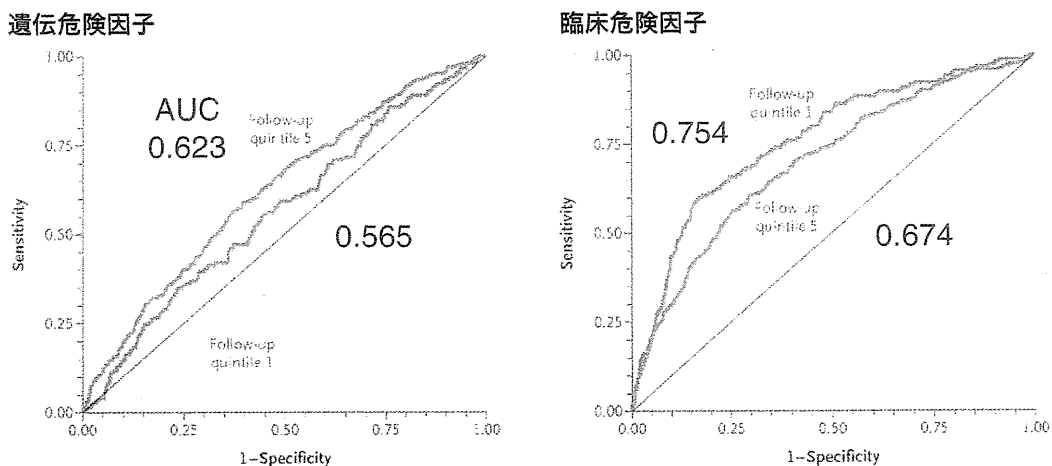 遺伝危険因子
1.00
0.75
0.50
0.25
0.00
Sensitivity
AUC
0.623
Follow-up
quintile 5
0.565
Follow-up
quintile 1
0.00
0.25
0.50
0.75
1.00
1−Specificity
臨床危険因子
1.00
0.75
0.50
0.25
0.00
Sensitivity
0.754
Follow-up
quintile 1
Follow-up
quintile 5
0.674
0.00
0.25
0.50
0.75
1.00
1−Specificity